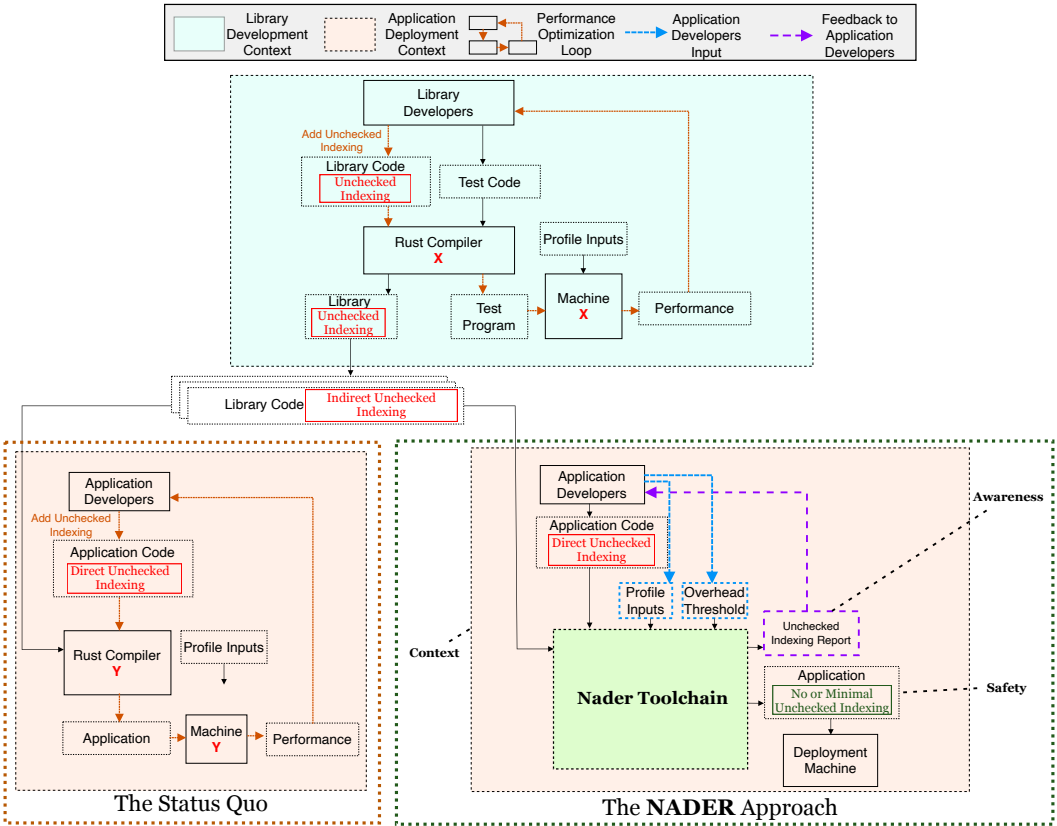 Library
Development
Context
Application
Deployment
Context
Performance
Optimization
Loop
Application
Developers
Input
Feedback to
Application
Developers
Library
Developers
Add Unchecked
Indexing
Library Code
Unchecked
Indexing
Test Code
Rust Compiler
X
Profile Inputs
Library
Unchecked
Indexing
Test
Program
Machine
X
Performance
Library Code
Indirect Unchecked
Indexing
Application
Developers
Add Unchecked
Indexing
Application Code
Direct Unchecked
Indexing
Rust Compiler
Y
Profile Inputs
Application
Machine
Y
Performance
The Status Quo
Application
Developers
Application Code
Direct Unchecked
Indexing
Profile
Inputs
Overhead
Threshold
Nader Toolchain
Unchecked
Indexing Report
Application
No or Minimal
Unchecked Indexing
Deployment
Machine
Awareness
Context
Safety
The NADER Approach